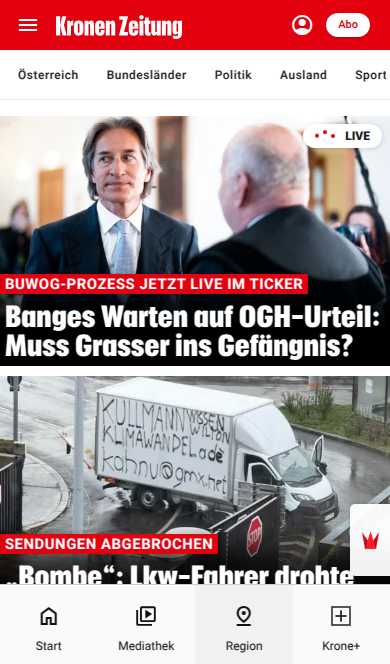 Kronen Zeitung
Abo
Österreich Bundesländer Politik Ausland Sport
LIVE
BUWOG-PROZESS JETZT LIVE IM TICKER
Banges Warten auf OGH-Urteil:
Muss Grasser ins Gefängnis?
KULLMANN WISSEN
KLIMAWANDEL
kohnu@gmx.net
STOP
SENDUNGEN ABGEBROCHEN
„Bombe“: Lkw-Fahrer drohte
Start Mediathek Region Krone+